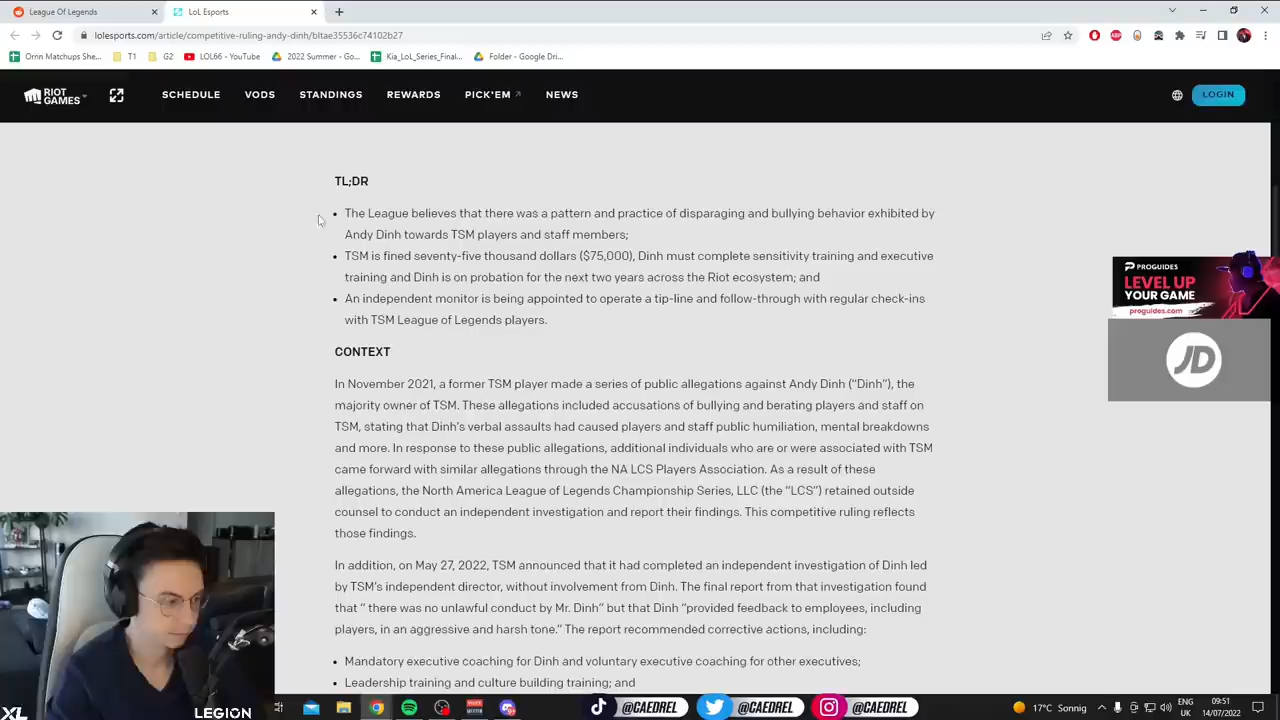 League Of Legends
LoL Esports
lolesports.com/article/competitive-ruling-andy-dinh/bltae35536c74102b27
Ornn Matchups She...
T1
G2
LOL66 - YouTube
2022 Summer - Go...
Kia_LoL_Series_Final...
Folder - Google Dri...
RIOT GAMES
SCHEDULE
VODS
STANDINGS
REWARDS
PICK'EM
NEWS
LOGIN
TL;DR
• The League believes that there was a pattern and practice of disparaging and bullying behavior exhibited by
Andy Dinh towards TSM players and staff members;
• TSM is fined seventy-five thousand dollars ($75,000), Dinh must complete sensitivity training and executive
training and Dinh is on probation for the next two years across the Riot ecosystem; and
• An independent monitor is being appointed to operate a tip-line and follow-through with regular check-ins
with TSM League of Legends players.
CONTEXT
In November 2021, a former TSM player made a series of public allegations against Andy Dinh (“Dinh”), the
majority owner of TSM. These allegations included accusations of bullying and berating players and staff on
TSM, stating that Dinh’s verbal assaults had caused players and staff public humiliation, mental breakdowns
and more. In response to these public allegations, additional individuals who are or were associated with TSM
came forward with similar allegations through the NA LCS Players Association. As a result of these
allegations, the North America League of Legends Championship Series, LLC (the “LCS”) retained outside
counsel to conduct an independent investigation and report their findings. This competitive ruling reflects
those findings.
In addition, on May 27, 2022, TSM announced that it had completed an independent investigation of Dinh led
by TSM’s independent director, without involvement from Dinh. The final report from that investigation found
that “ there was no unlawful conduct by Mr. Dinh” but that Dinh “provided feedback to employees, including
players, in an aggressive and harsh tone.” The report recommended corrective actions, including:
• Mandatory executive coaching for Dinh and voluntary executive coaching for other executives;
• Leadership training and culture building training; and
PROGUIDES
LEVEL UP
YOUR GAME
proguides.com
JD
XL
LEGION
@CAEDREL
@CAEDREL
@CAEDREL
17°C Sonnig
ENG
UK
09:51
14/07/2022